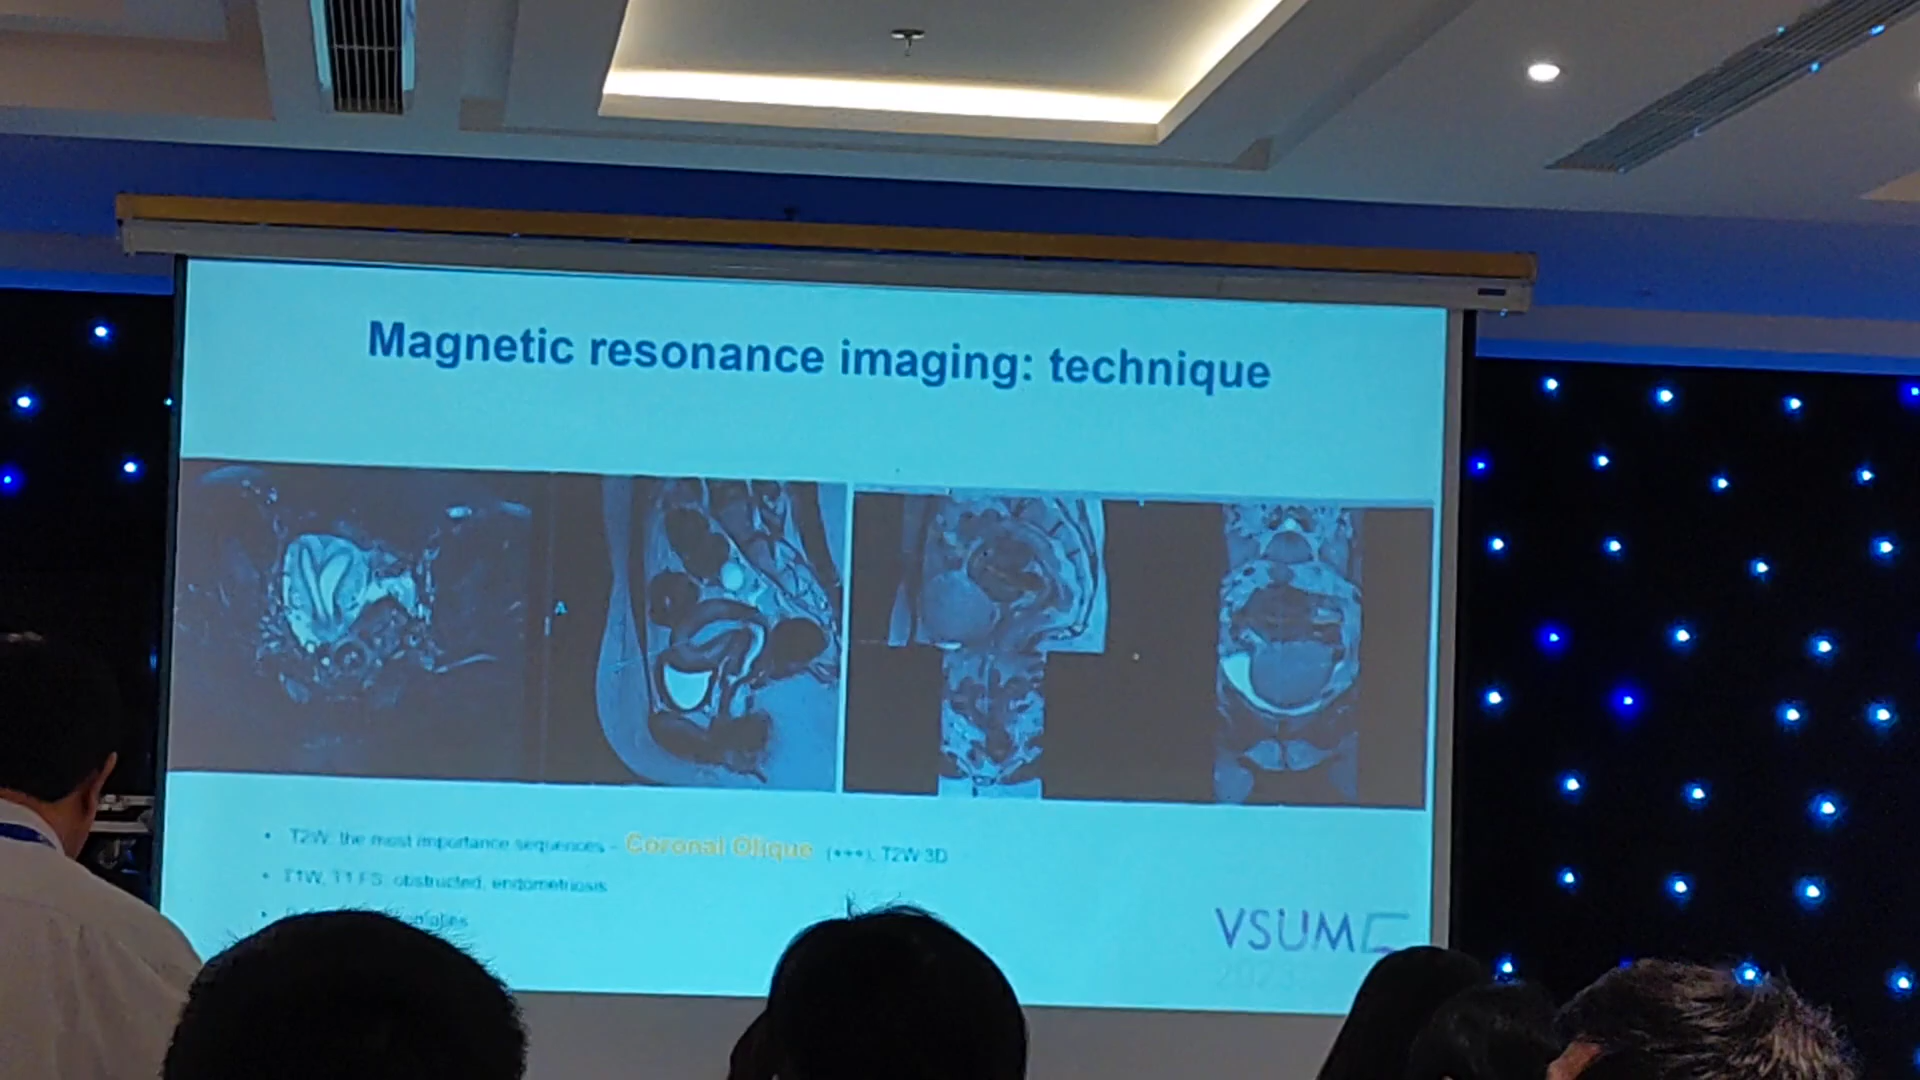 Magnetic resonance imaging: technique
A
• T2W: the most importance sequences - Coronal Olique (+++), T2W 3D
• T1W, T1 FS: obstructed, endometriosis
VSUM
2023